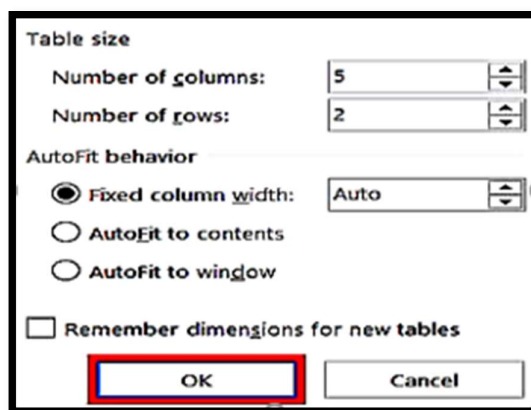 Table size
Number of columns: 5
Number of rows: 2
AutoFit behavior
Fixed column width: Auto
AutoFit to contents
AutoFit to window
Remember dimensions for new tables
OK Cancel